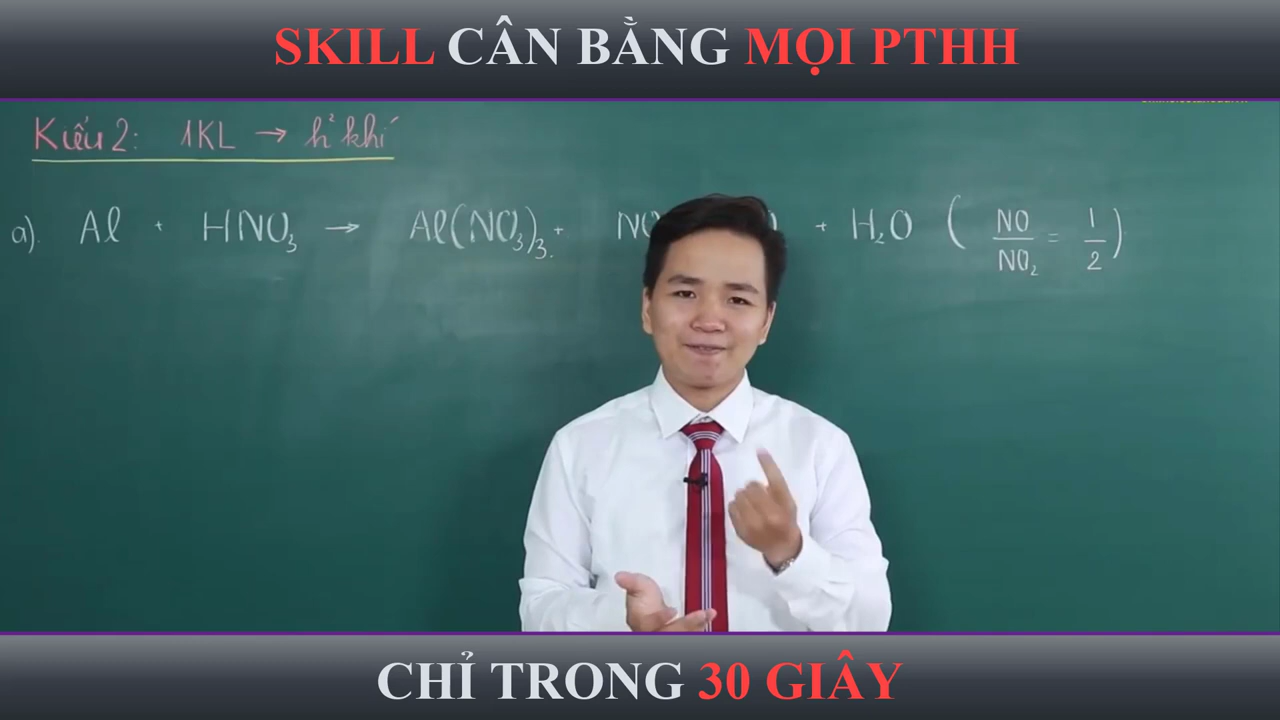 SKILL CÂN BẰNG MỌI PTHH
Kiểu 2: 1KL → h² khí
a). Al + HNO₃ → Al(NO₃)₃ + NO + H₂O ( NO/NO₂ = 1/2 )
CHỈ TRONG 30 GIÂY